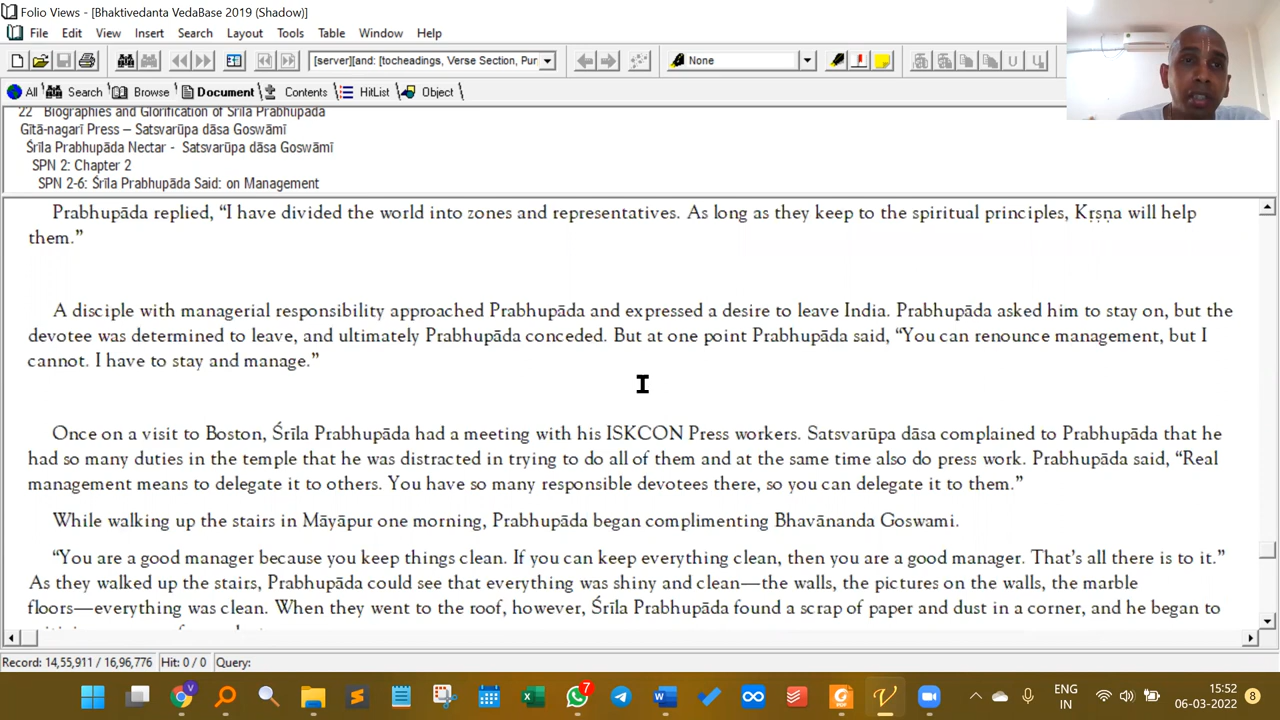 Folio Views - [Bhaktivedanta VedaBase 2019 (Shadow)]
File Edit View Insert Search Layout Tools Table Window Help
[server][and: [tocheadings, Verse Section, Pur
None
All Search Browse Document Contents HitList Object
22 Biographies and Glorification of Śrīla Prabhupāda
Gītā-nagarī Press – Satsvarūpa dāsa Goswāmī
Śrīla Prabhupāda Nectar - Satsvarūpa dāsa Goswāmī
SPN 2: Chapter 2
SPN 2-6: Śrīla Prabhupāda Said: on Management
Prabhupāda replied, “I have divided the world into zones and representatives. As long as they keep to the spiritual principles, Kṛṣṇa will help
them.”
A disciple with managerial responsibility approached Prabhupāda and expressed a desire to leave India. Prabhupāda asked him to stay on, but the
devotee was determined to leave, and ultimately Prabhupāda conceded. But at one point Prabhupāda said, “You can renounce management, but I
cannot. I have to stay and manage.”
Once on a visit to Boston, Śrīla Prabhupāda had a meeting with his ISKCON Press workers. Satsvarūpa dāsa complained to Prabhupāda that he
had so many duties in the temple that he was distracted in trying to do all of them and at the same time also do press work. Prabhupāda said, “Real
management means to delegate it to others. You have so many responsible devotees there, so you can delegate it to them.”
While walking up the stairs in Māyāpur one morning, Prabhupāda began complimenting Bhavānanda Goswami.
“You are a good manager because you keep things clean. If you can keep everything clean, then you are a good manager. That’s all there is to it.”
As they walked up the stairs, Prabhupāda could see that everything was shiny and clean—the walls, the pictures on the walls, the marble
floors—everything was clean. When they went to the roof, however, Śrīla Prabhupāda found a scrap of paper and dust in a corner, and he began to
Record: 14,55,911 / 16,96,776 Hit: 0 / 0 Query:
V
7
ENG
IN
15:52
06-03-2022
8